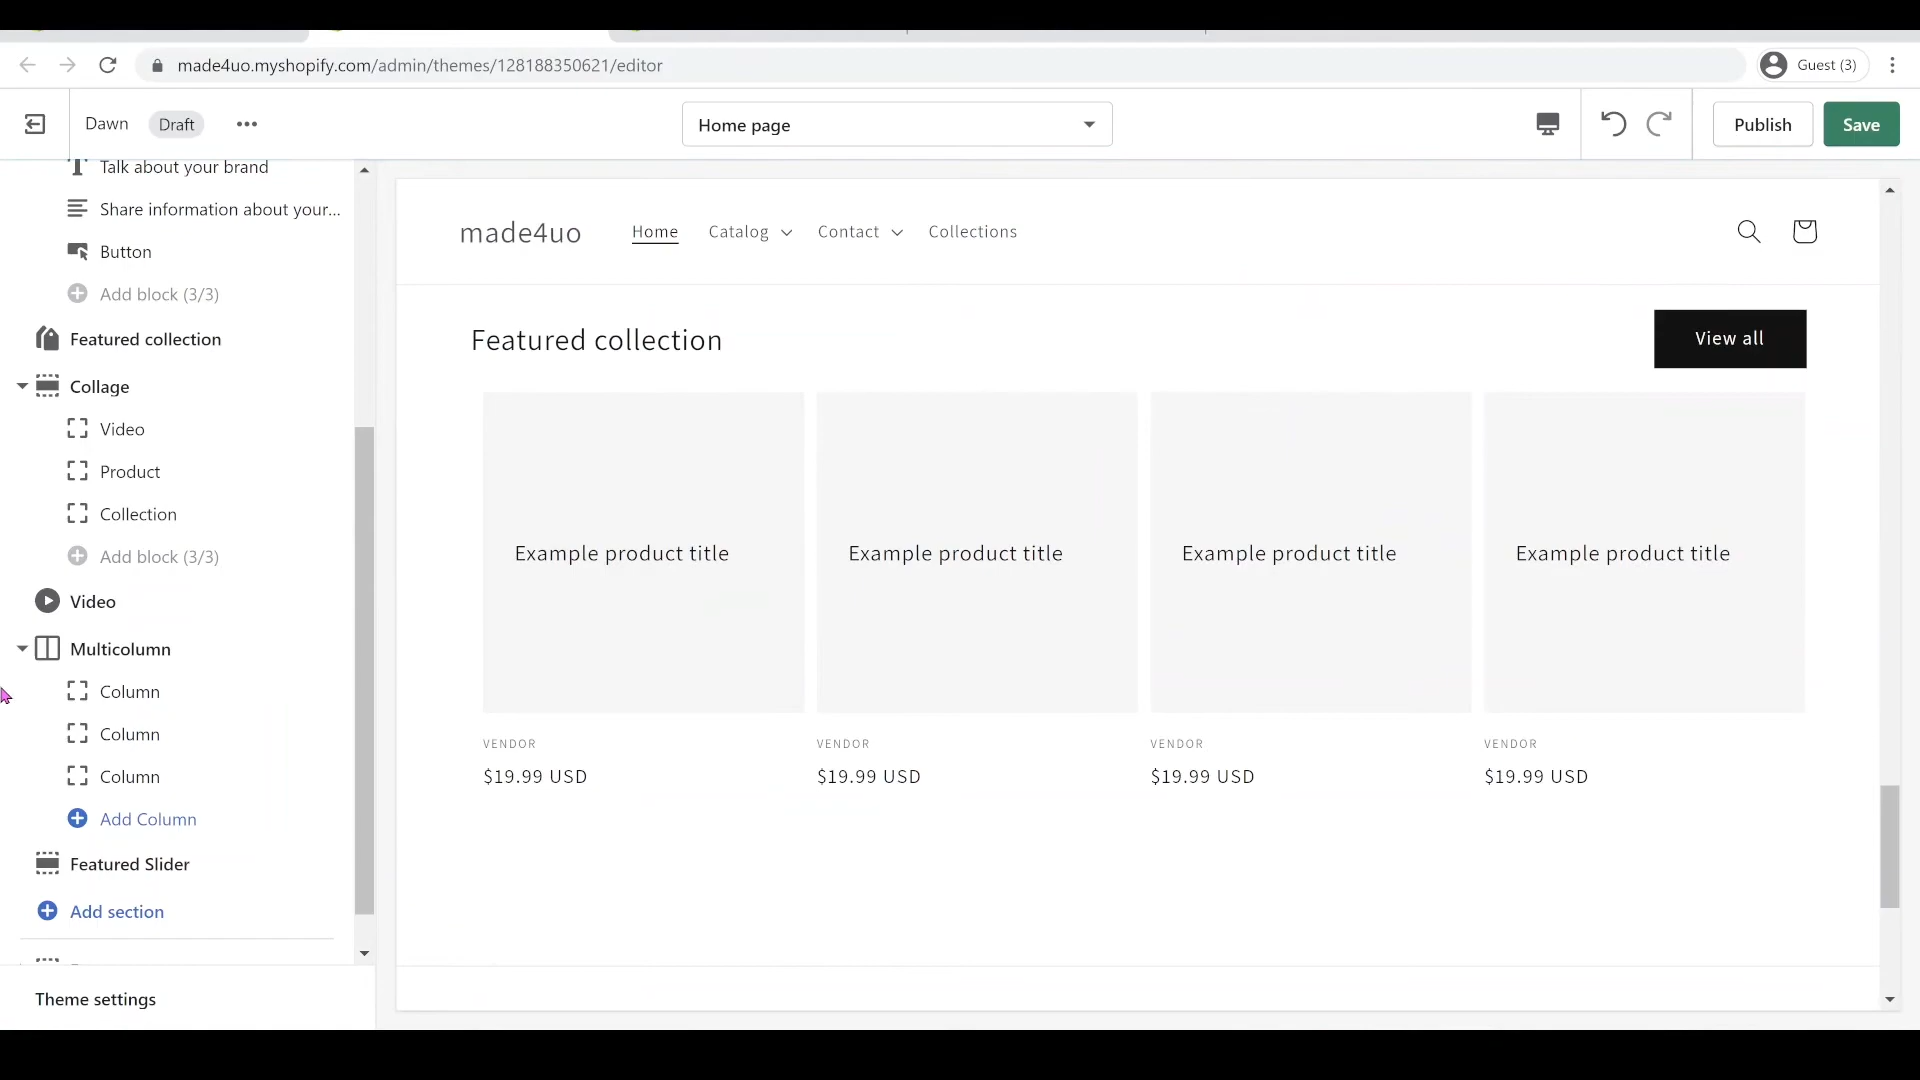 made4uo.myshopify.com/admin/themes/128188350621/editor
Guest (3)
Dawn
Draft
Home page
Publish
Save
Talk about your brand
Share information about your...
Button
Add block (3/3)
Featured collection
Collage
Video
Product
Collection
Add block (3/3)
Video
Multicolumn
Column
Column
Column
Add Column
Featured Slider
Add section
Theme settings
made4uo
Home
Catalog
Contact
Collections
Featured collection
View all
Example product title
Example product title
Example product title
Example product title
VENDOR
VENDOR
VENDOR
VENDOR
$19.99 USD
$19.99 USD
$19.99 USD
$19.99 USD